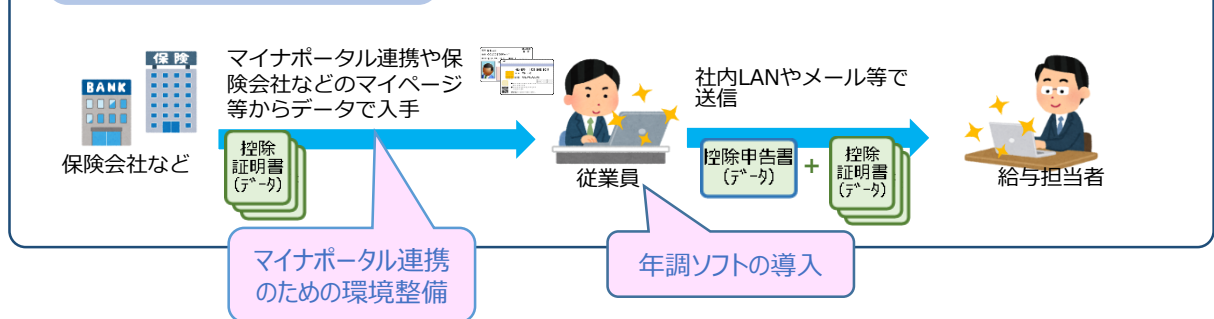 保険
BANK
保険会社など
マイナポータル連携や保
険会社などのマイページ
等からデータで入手
控除
証明書
(ﾃﾞｰﾀ)
従業員
社内LANやメール等で
送信
控除申告書
(ﾃﾞｰﾀ)
+
控除
証明書
(ﾃﾞｰﾀ)
給与担当者
マイナポータル連携
のための環境整備
年調ソフトの導入